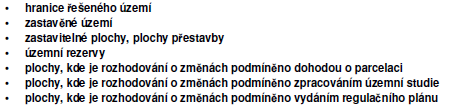 • hranice řešeného území
• zastavěné území
• zastavitelné plochy, plochy přestavby
• územní rezervy
• plochy, kde je rozhodování o změnách podmíněno dohodou o parcelaci
• plochy, kde je rozhodování o změnách podmíněno zpracováním územní studie
• plochy, kde je rozhodování o změnách podmíněno vydáním regulačního plánu